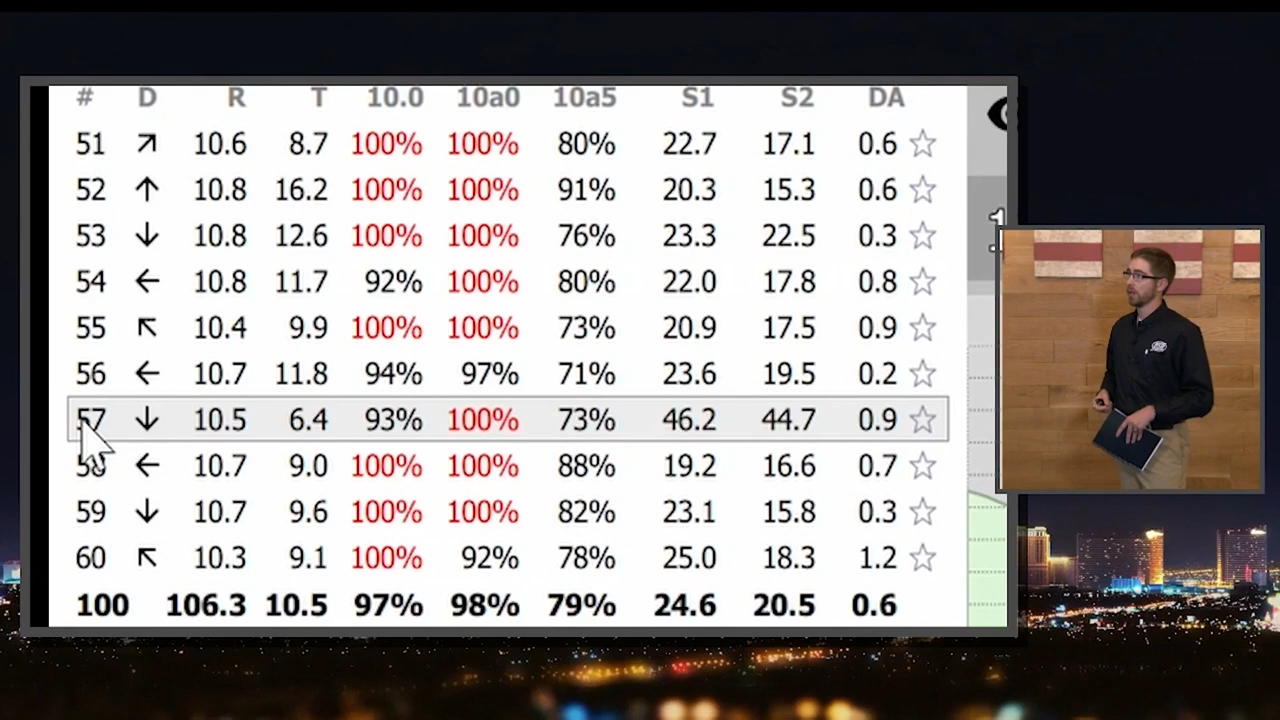 # D R T 10.0 10a0 10a5 S1 S2 DA
51 ↗ 10.6 8.7 100% 100% 80% 22.7 17.1 0.6 ☆
52 ↑ 10.8 16.2 100% 100% 91% 20.3 15.3 0.6 ☆
53 ↓ 10.8 12.6 100% 100% 76% 23.3 22.5 0.3 ☆
54 ← 10.8 11.7 92% 100% 80% 22.0 17.8 0.8 ☆
55 ↖ 10.4 9.9 100% 100% 73% 20.9 17.5 0.9 ☆
56 ← 10.7 11.8 94% 97% 71% 23.6 19.5 0.2 ☆
57 ↓ 10.5 6.4 93% 100% 73% 46.2 44.7 0.9 ☆
58 ← 10.7 9.0 100% 100% 88% 19.2 16.6 0.7 ☆
59 ↓ 10.7 9.6 100% 100% 82% 23.1 15.8 0.3 ☆
60 ↖ 10.3 9.1 100% 92% 78% 25.0 18.3 1.2 ☆
100 106.3 10.5 97% 98% 79% 24.6 20.5 0.6